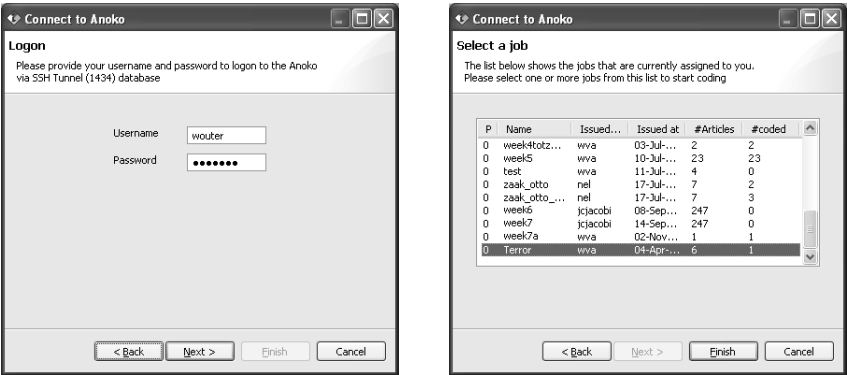 Connect to Anoko
Logon
Please provide your username and password to logon to the Anoko
via SSH Tunnel (1434) database
Username wouter
Password •••••••
< Back Next > Finish Cancel
Connect to Anoko
Select a job
The list below shows the jobs that are currently assigned to you.
Please select one or more jobs from this list to start coding
P Name Issued... Issued at #Articles #coded
0 week4totz... wva 03-Jul-... 2 2
0 week5 wva 10-Jul-... 23 23
0 test wva 11-Jul-... 4 0
0 zaak_otto nel 17-Jul-... 7 2
0 zaak_otto_... nel 17-Jul-... 7 3
0 week6 jcjacobi 08-Sep... 247 0
0 week7 jcjacobi 14-Sep... 247 0
0 week7a wva 02-Nov... 1 1
0 Terror wva 04-Apr-... 6 1
< Back Next > Finish Cancel